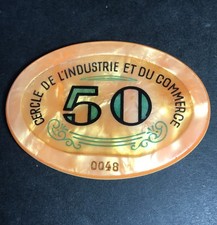 CERCLE DE L'INDUSTRIE ET DU COMMERCE
50
0048